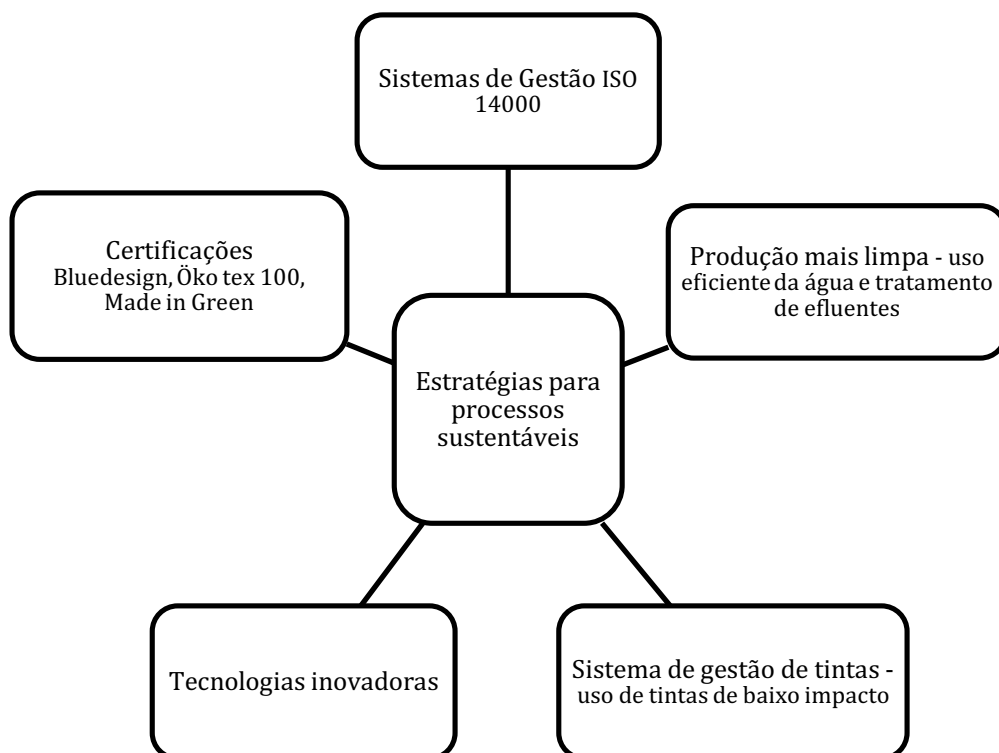 Sistemas de Gestão ISO
14000
Certificações
Bluedesign, Öko tex 100,
Made in Green
Produção mais limpa - uso
eficiente da água e tratamento
de efluentes
Estratégias para
processos
sustentáveis
Tecnologias inovadoras
Sistema de gestão de tintas -
uso de tintas de baixo impacto